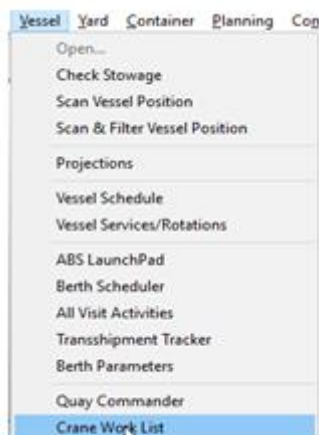 Vessel Yard Container Planning Con
Open...
Check Stowage
Scan Vessel Position
Scan & Filter Vessel Position
Projections
Vessel Schedule
Vessel Services/Rotations
ABS LaunchPad
Berth Scheduler
All Visit Activities
Transshipment Tracker
Berth Parameters
Quay Commander
Crane Work List